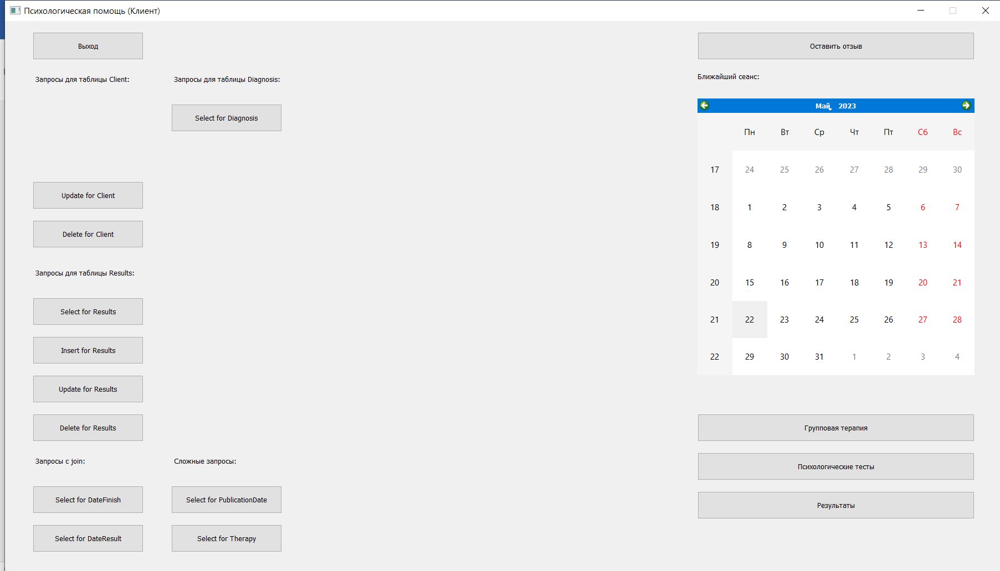 Психологическая помощь (Клиент)
Выход
Оставить отзыв
Запросы для таблицы Client:
Запросы для таблицы Diagnosis:
Ближайший сеанс:
Select for Diagnosis
Май 2023
Пн Вт Ср Чт Пт Сб Вс
17 24 25 26 27 28 29 30
18 1 2 3 4 5 6 7
19 8 9 10 11 12 13 14
20 15 16 17 18 19 20 21
21 22 23 24 25 26 27 28
22 29 30 31 1 2 3 4
Update for Client
Delete for Client
Запросы для таблицы Results:
Select for Results
Insert for Results
Update for Results
Delete for Results
Групповая терапия
Запросы с join:
Сложные запросы:
Психологические тесты
Select for DateFinish
Select for PublicationDate
Результаты
Select for DateResult
Select for Therapy